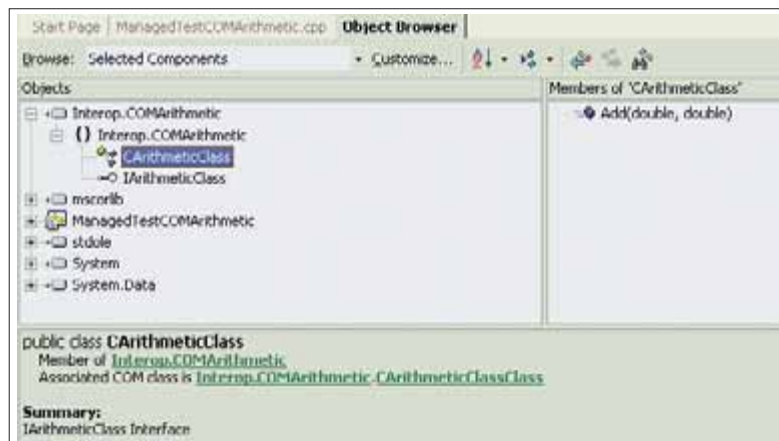 Start Page | ManagedTestCOMArithmetic.cpp Object Browser
Browse: Selected Components Customize...
Objects
Members of 'CArithmeticClass'
Interop.COMArithmetic
{} Interop.COMArithmetic
CArithmeticClass
IArithmeticClass
mscorlib
ManagedTestCOMArithmetic
stdole
System
System.Data
Add(double, double)
public class CArithmeticClass
Member of Interop.COMArithmetic
Associated COM class is Interop.COMArithmetic.CArithmeticClassClass
Summary:
IArithmeticClass Interface